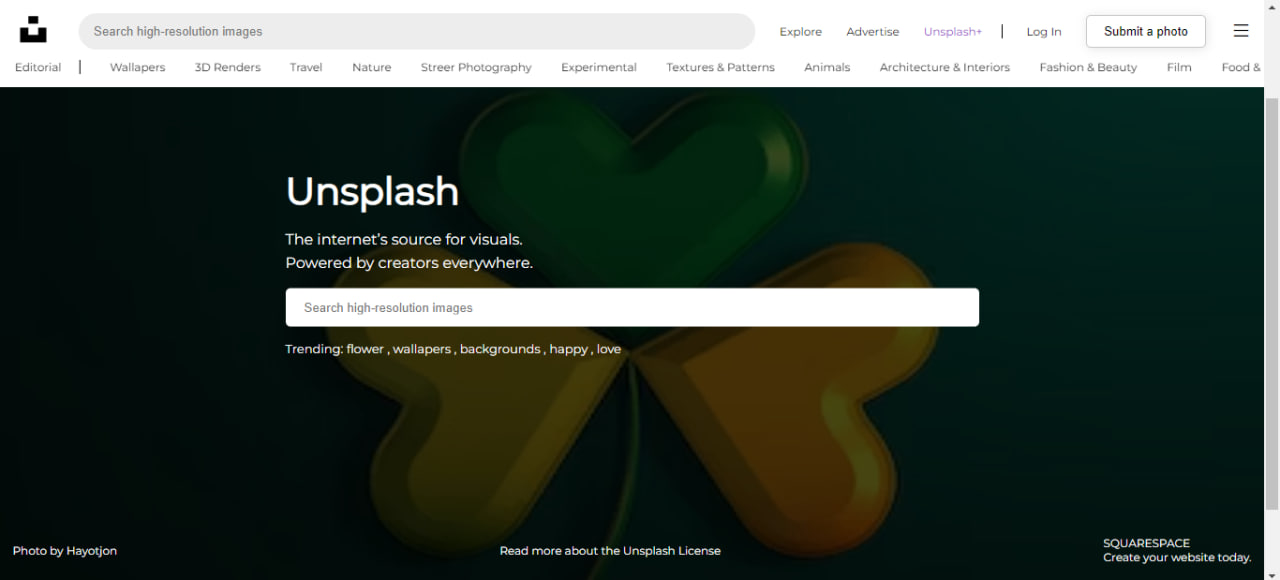 Search high-resolution images
Explore Advertise Unsplash+ | Log In Submit a photo
Editorial | Wallapers 3D Renders Travel Nature Streer Photography Experimental Textures & Patterns Animals Architecture & Interiors Fashion & Beauty Film Food &
Unsplash
The internet's source for visuals.
Powered by creators everywhere.
Search high-resolution images
Trending: flower , wallapers , backgrounds , happy , love
Photo by Hayotjon
Read more about the Unsplash License
SQUARESPACE
Create your website today.